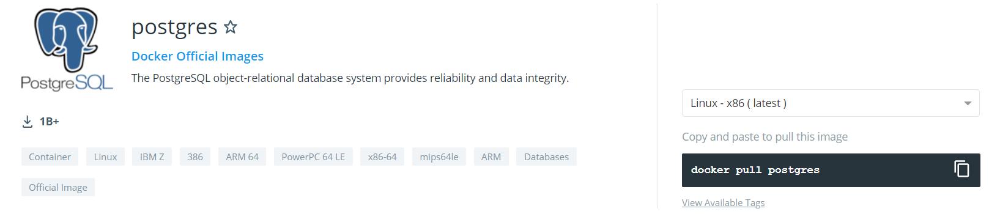 PostgreSQL
postgres
Docker Official Images
The PostgreSQL object-relational database system provides reliability and data integrity.
1B+
Container Linux IBM Z 386 ARM 64 PowerPC 64 LE x86-64 mips64le ARM Databases
Official Image
Linux - x86 ( latest )
Copy and paste to pull this image
docker pull postgres
View Available Tags